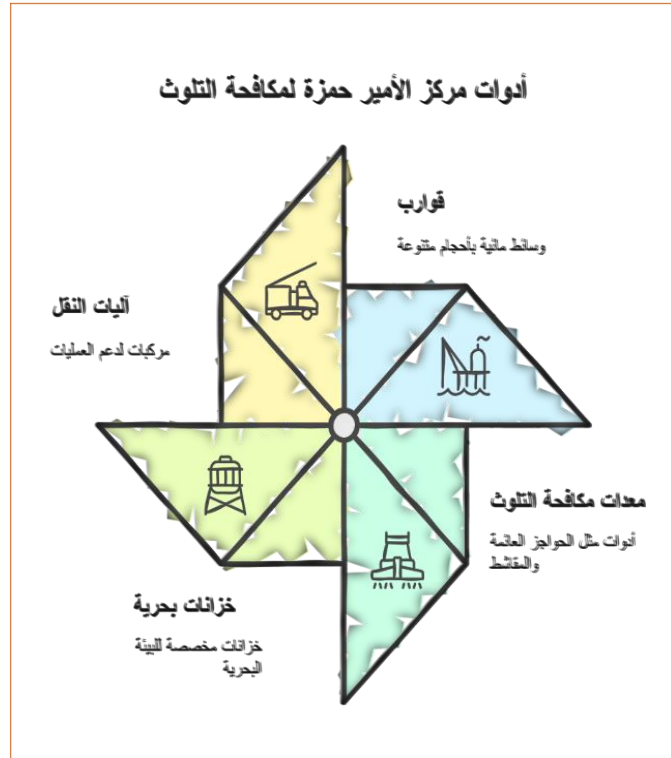 أدوات مركز الأمير حمزة لمكافحة التلوث
قوارب
وسائط مائية بأحجام متنوعة
آليات النقل
مركبات لدعم العمليات
معدات مكافحة التلوث
أدوات مثل الحواجز العائمة
والمقاشط
خزانات بحرية
خزانات مخصصة للبيئة
البحرية